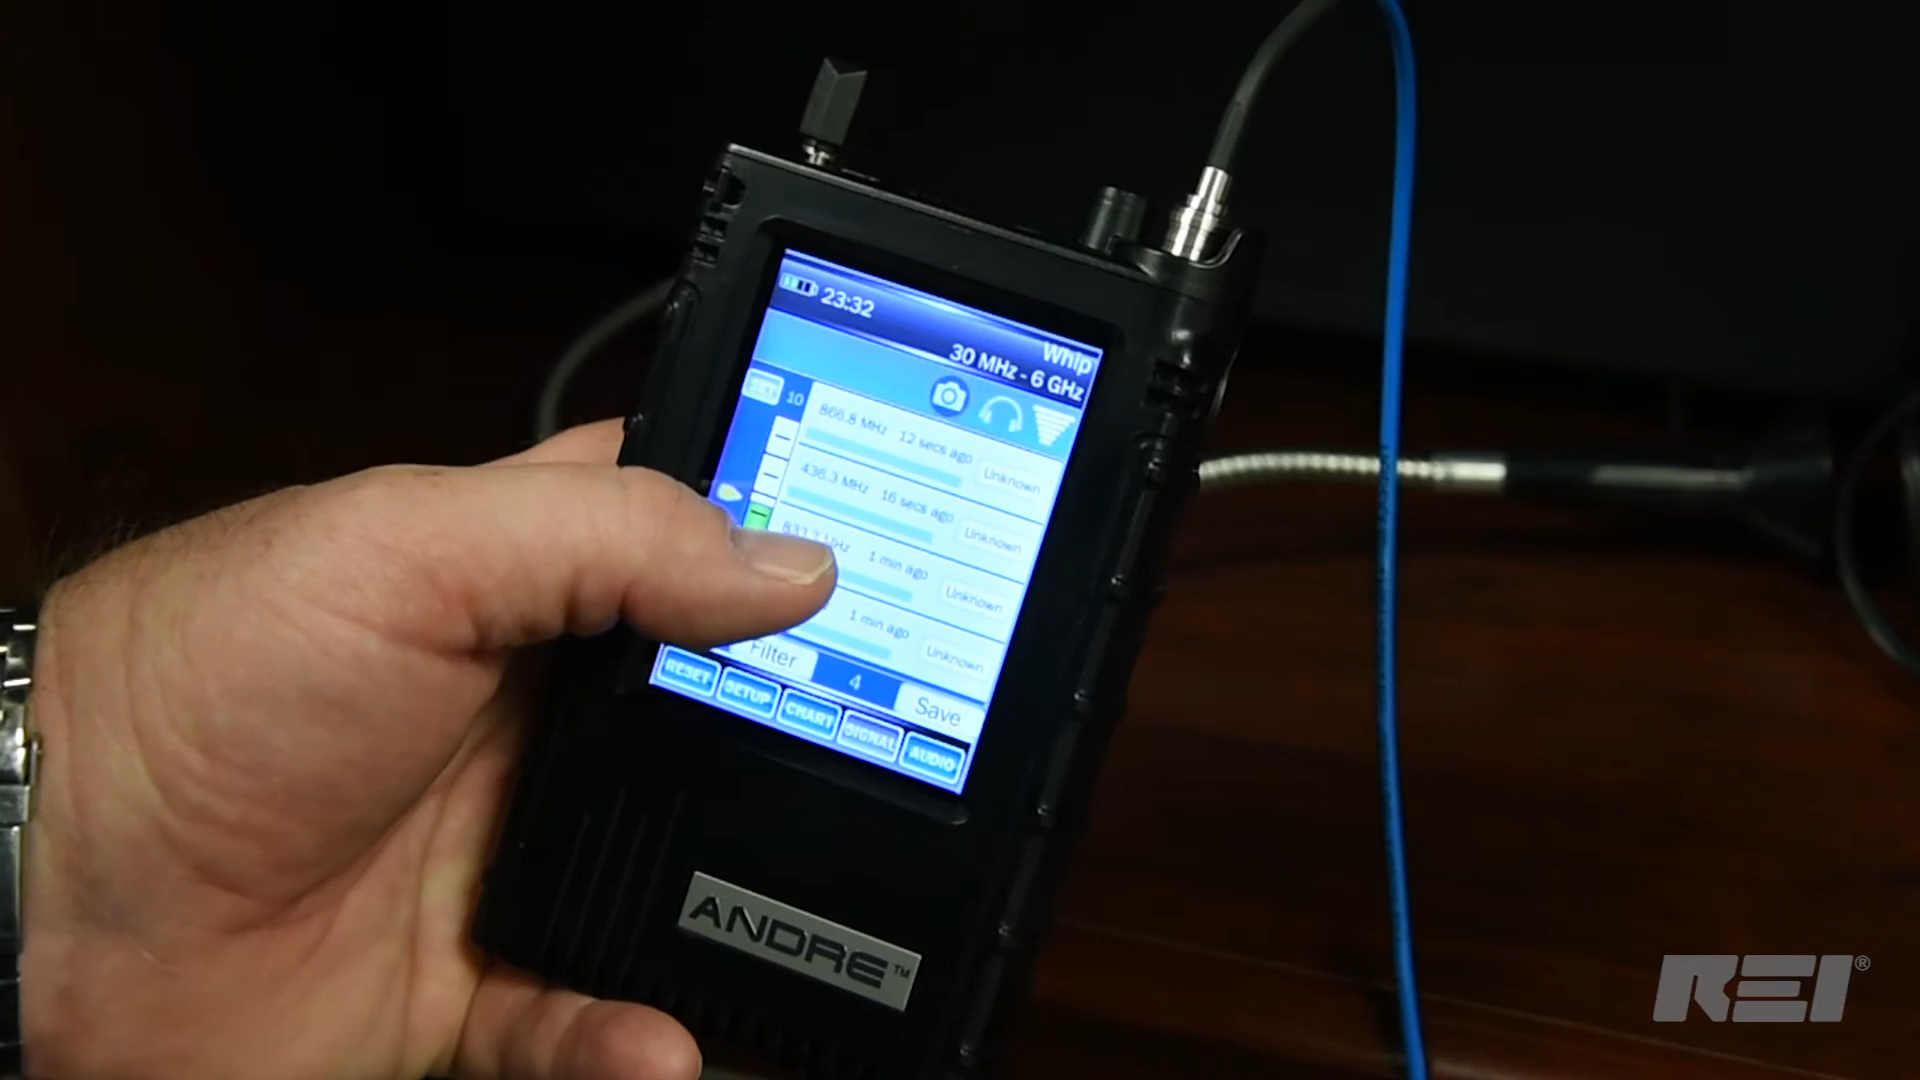 23:32
Whip
30 MHz - 6 GHz
10
866.8 MHz 12 secs ago Unknown
436.3 MHz 16 secs ago Unknown
MHz 1 min ago Unknown
1 min ago Unknown
Filter 4 Save
RESET SETUP CHART SIGNAL AUDIO
ANDRE™
REI®